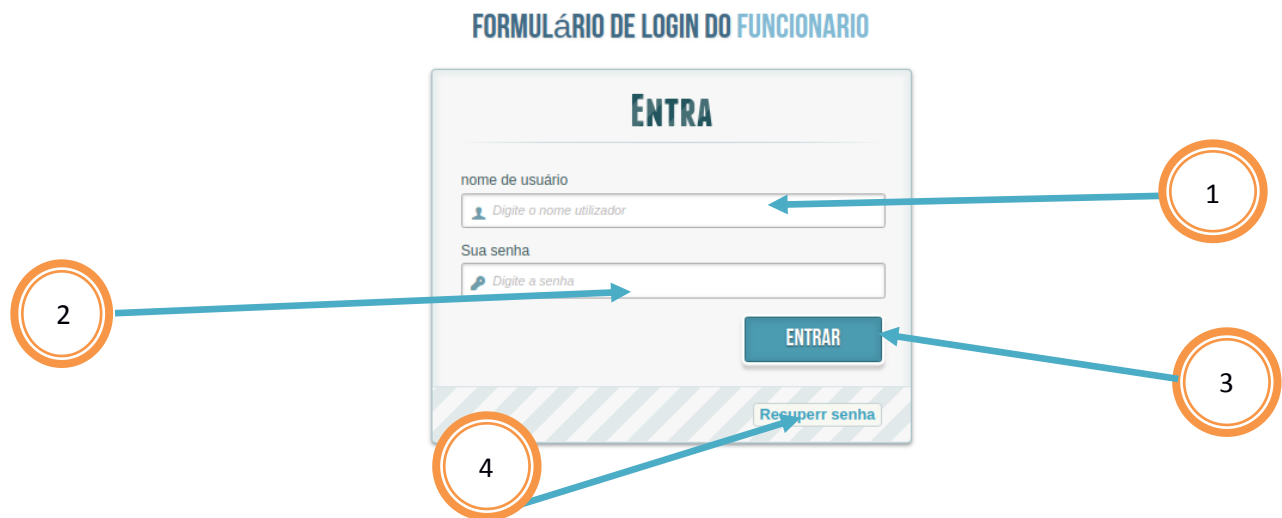 FORMULáRIO DE LOGIN DO FUNCIONARIO
ENTRA
nome de usuário
1
Digite o nome utilizador
Sua senha
Digite a senha
2
ENTRAR
3
Recuperr senha
4